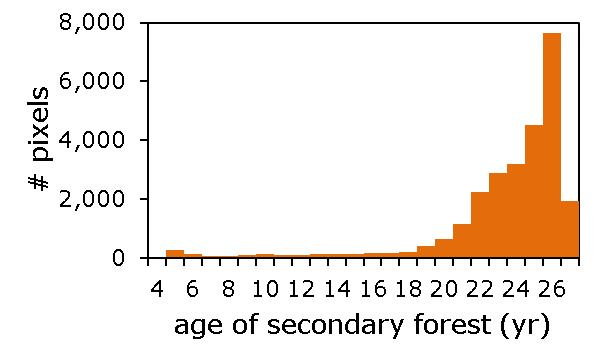 8,000
6,000
4,000
2,000
0
# pixels
4 6 8 10 12 14 16 18 20 22 24 26
age of secondary forest (yr)